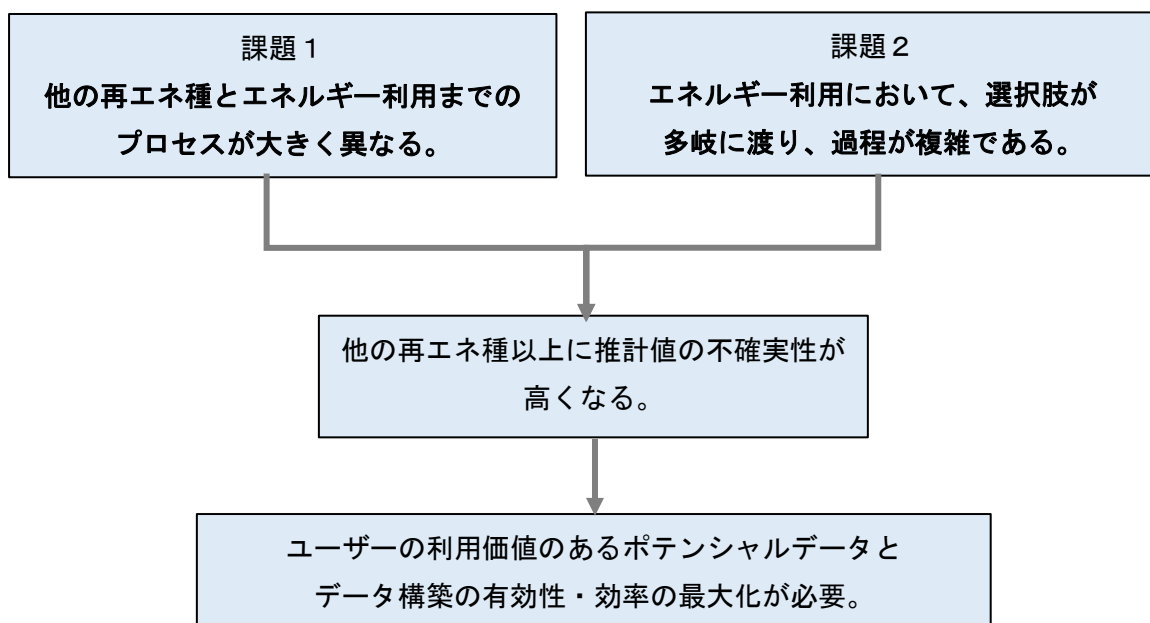 課題１
他の再エネ種とエネルギー利用までの
プロセスが大きく異なる。
課題２
エネルギー利用において、選択肢が
多岐に渡り、過程が複雑である。
他の再エネ種以上に推計値の不確実性が
高くなる。
ユーザーの利用価値のあるポテンシャルデータと
データ構築の有効性・効率の最大化が必要。